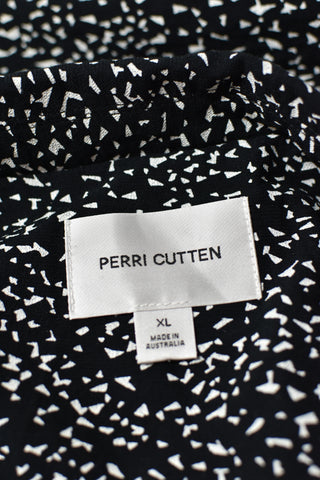 PERRI CUTTEN
XL
MADE IN
AUSTRALIA